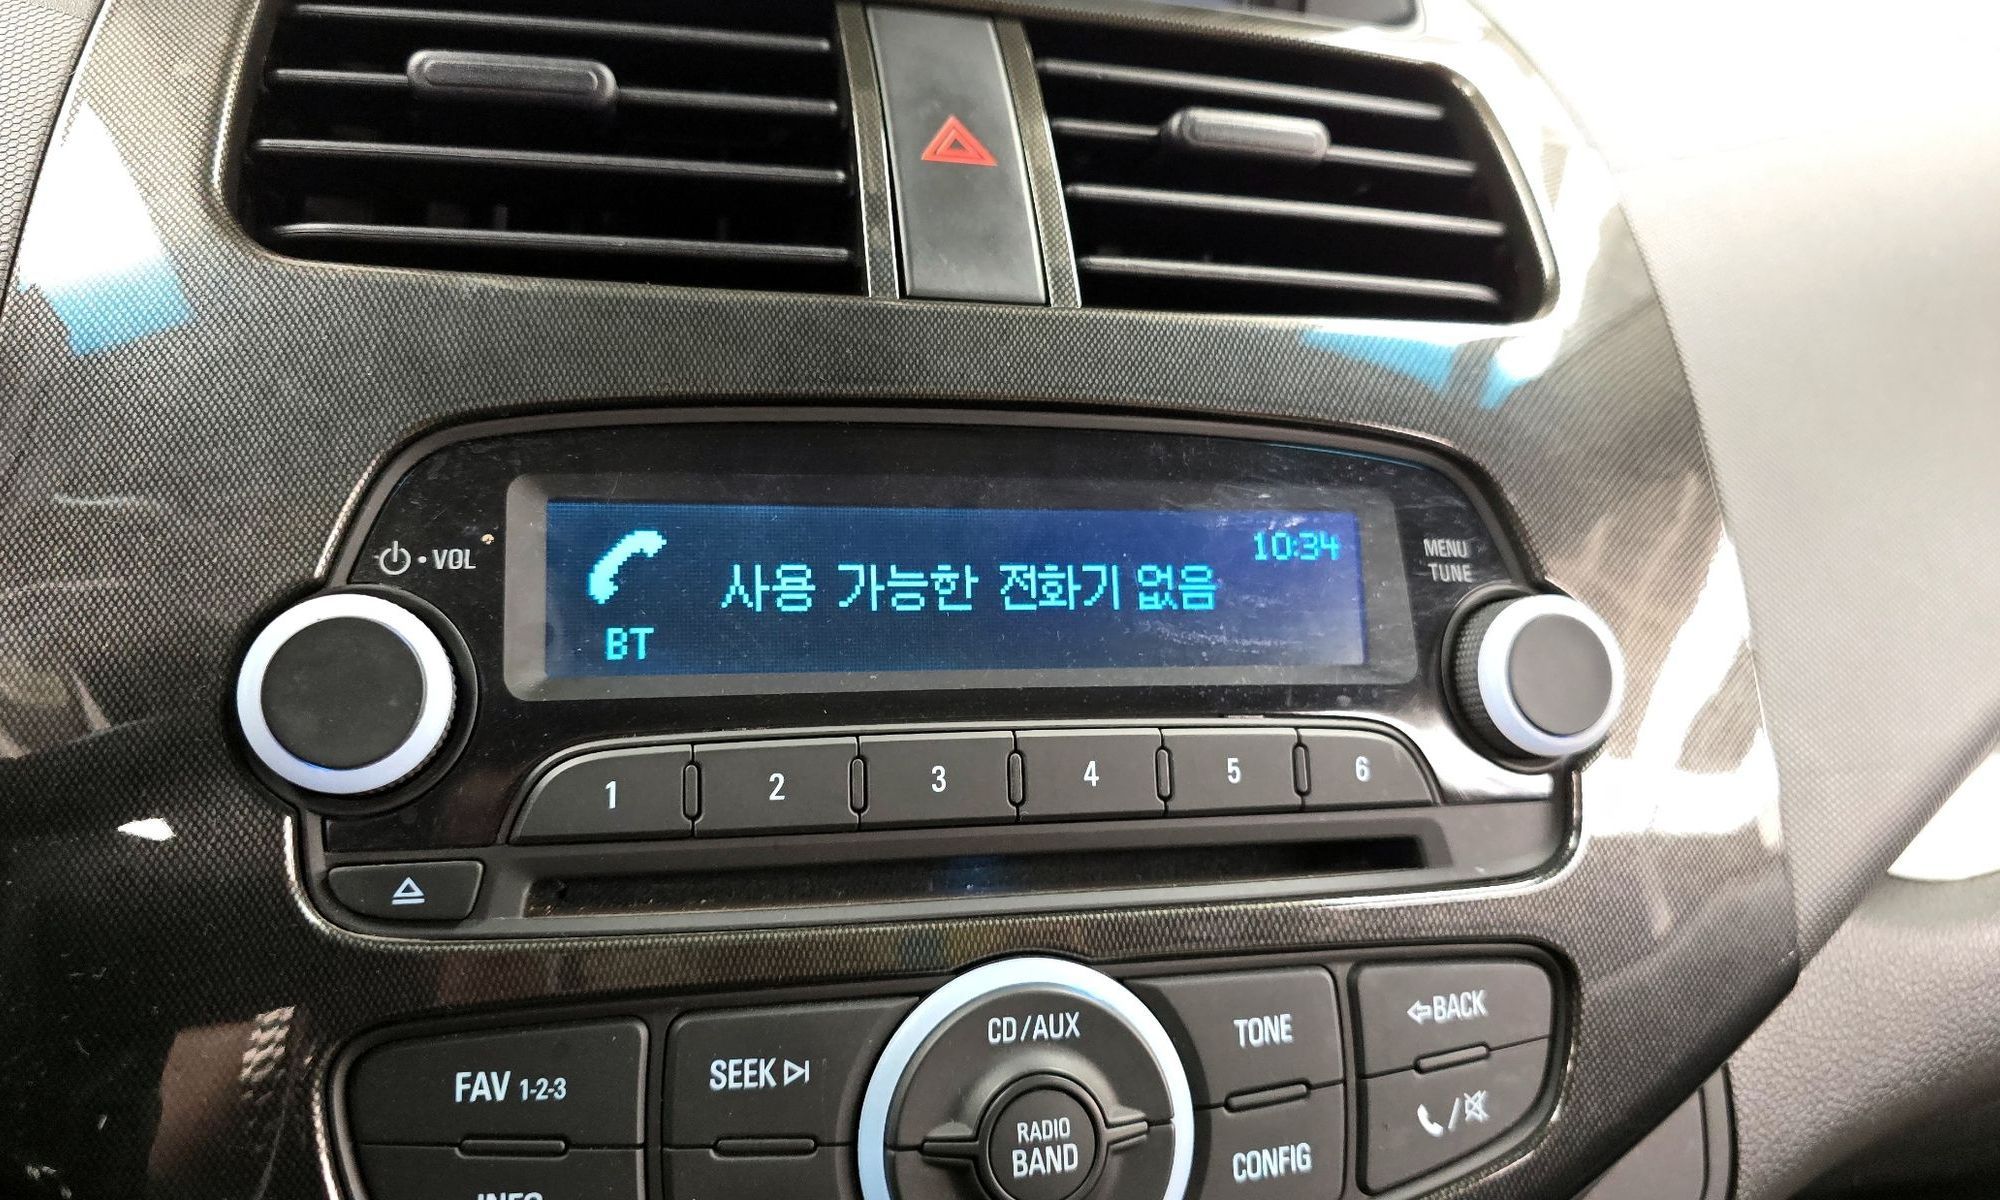 10:34
VOL
사용 가능한 전화기 없음
BT
MENU
TUNE
1 2 3 4 5 6
CD/AUX
FAV 1-2-3
SEEK
TONE
BACK
RADIO
BAND
CONFIG
INFO